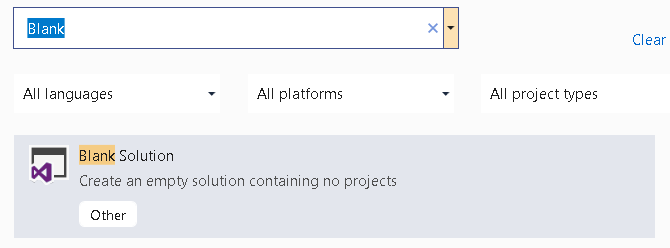 Blank
Clear
All languages
All platforms
All project types
Blank Solution
Create an empty solution containing no projects
Other